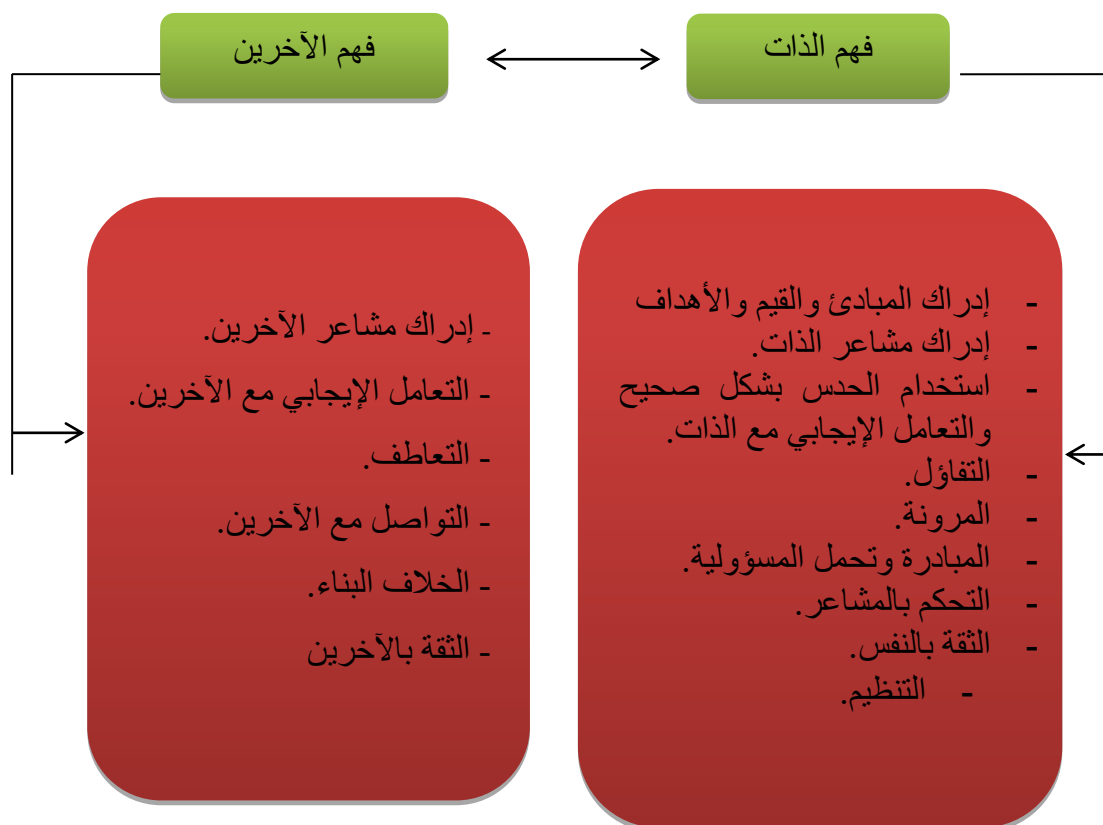 فهم الذات
فهم الآخرين
- إدراك المبادئ والقيم والأهداف
- إدراك مشاعر الذات.
- استخدام الحدس بشكل صحيح
والتعامل الإيجابي مع الذات.
- التفاؤل.
- المرونة.
- المبادرة وتحمل المسؤولية.
- التحكم بالمشاعر.
- الثقة بالنفس.
- التنظيم.
- إدراك مشاعر الآخرين.
- التعامل الإيجابي مع الآخرين.
- التعاطف.
- التواصل مع الآخرين.
- الخلاف البناء.
- الثقة بالآخرين